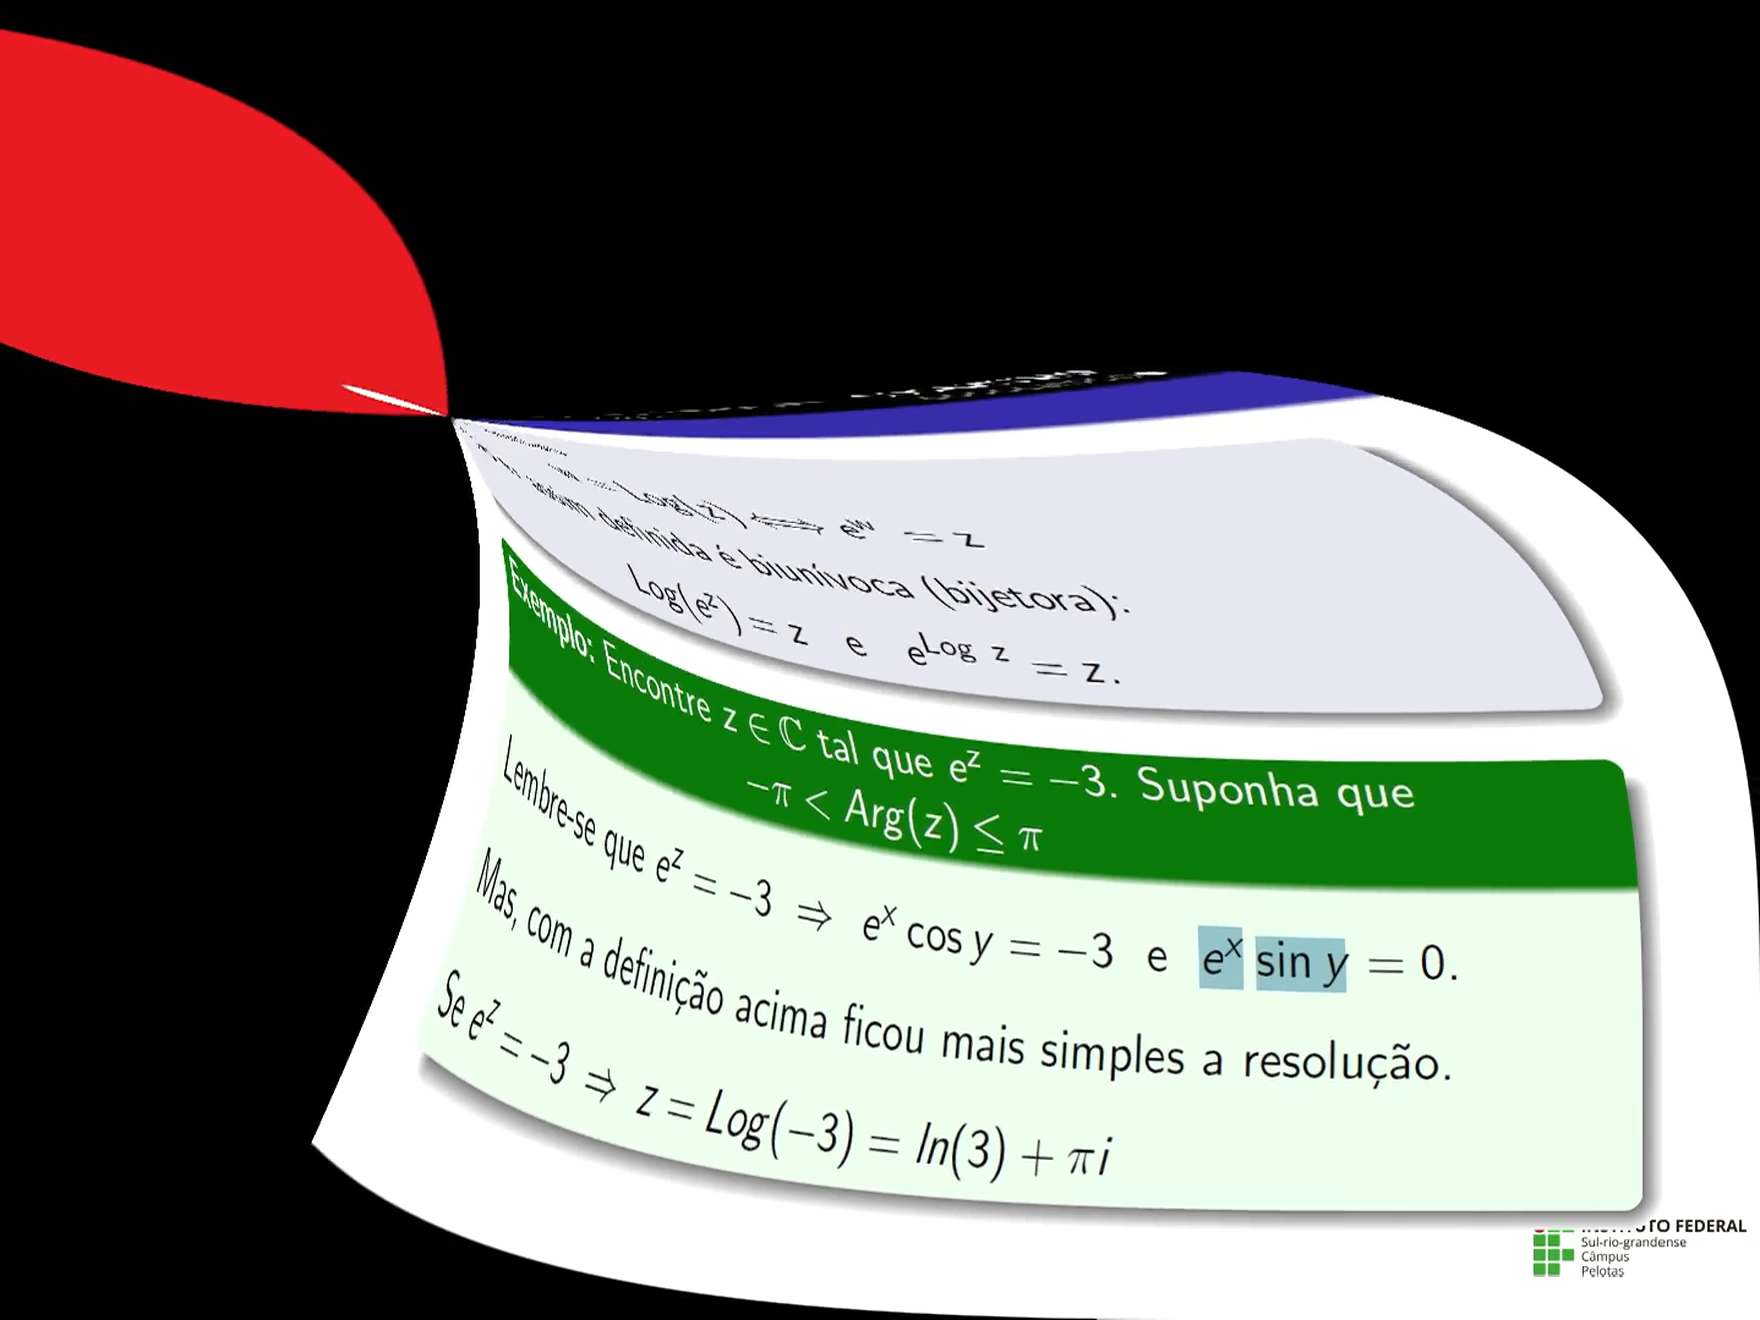 = Log(z) ⟺ e^w = z
assim definida é biunívoca (bijetora):
Log(e^z) = z e e^Log z = z.
Exemplo: Encontre z ∈ ℂ tal que e^z = −3. Suponha que
−π < Arg(z) ≤ π
Lembre-se que e^z = −3 ⇒ e^x cos y = −3 e e^x sin y = 0.
Mas, com a definição acima ficou mais simples a resolução.
Se e^z = −3 ⇒ z = Log(−3) = ln(3) + πi
INSTITUTO FEDERAL
Sul-rio-grandense
Câmpus
Pelotas